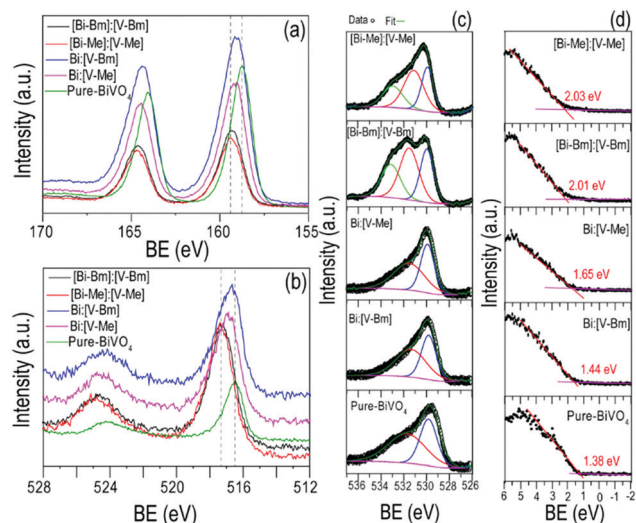 (a)
[Bi-Bm]:[V-Bm]
[Bi-Me]:[V-Me]
Bi:[V-Bm]
Bi:[V-Me]
Pure-BiVO₄
Intensity (a.u.)
170 165 160 155
BE (eV)
(b)
[Bi-Bm]:[V-Bm]
[Bi-Me]:[V-Me]
Bi:[V-Bm]
Bi:[V-Me]
Pure-BiVO₄
Intensity (a.u.)
528 524 520 516 512
BE (eV)
(c)
Data Fit
[Bi-Me]:[V-Me]
[Bi-Bm]:[V-Bm]
Bi:[V-Me]
Bi:[V-Bm]
Pure-BiVO₄
Intensity (a.u.)
536 534 532 530 528 526
BE (eV)
(d)
[Bi-Me]:[V-Me]
2.03 eV
[Bi-Bm]:[V-Bm]
2.01 eV
Bi:[V-Me]
1.65 eV
Bi:[V-Bm]
1.44 eV
Pure-BiVO₄
1.38 eV
Intensity (a.u.)
6 5 4 3 2 1 0 -1 -2
BE (eV)